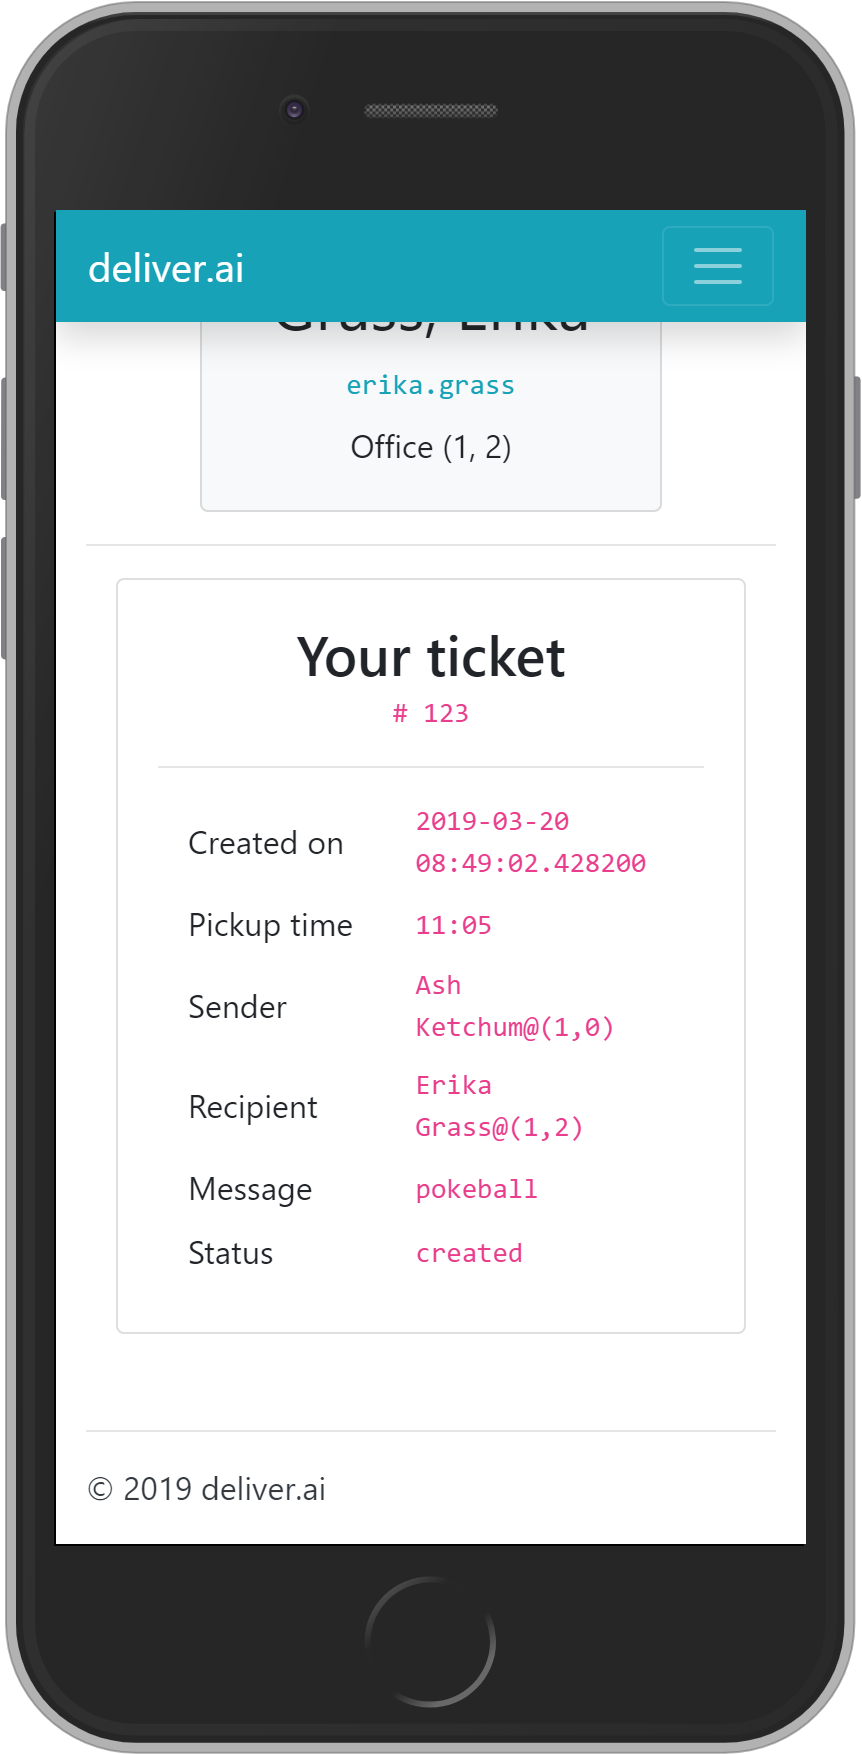 deliver.ai
Grass, Erika
erika.grass
Office (1, 2)
Your ticket
# 123
Created on
2019-03-20
08:49:02.428200
Pickup time
11:05
Sender
Ash
Ketchum@(1,0)
Recipient
Erika
Grass@(1,2)
Message
pokeball
Status
created
© 2019 deliver.ai